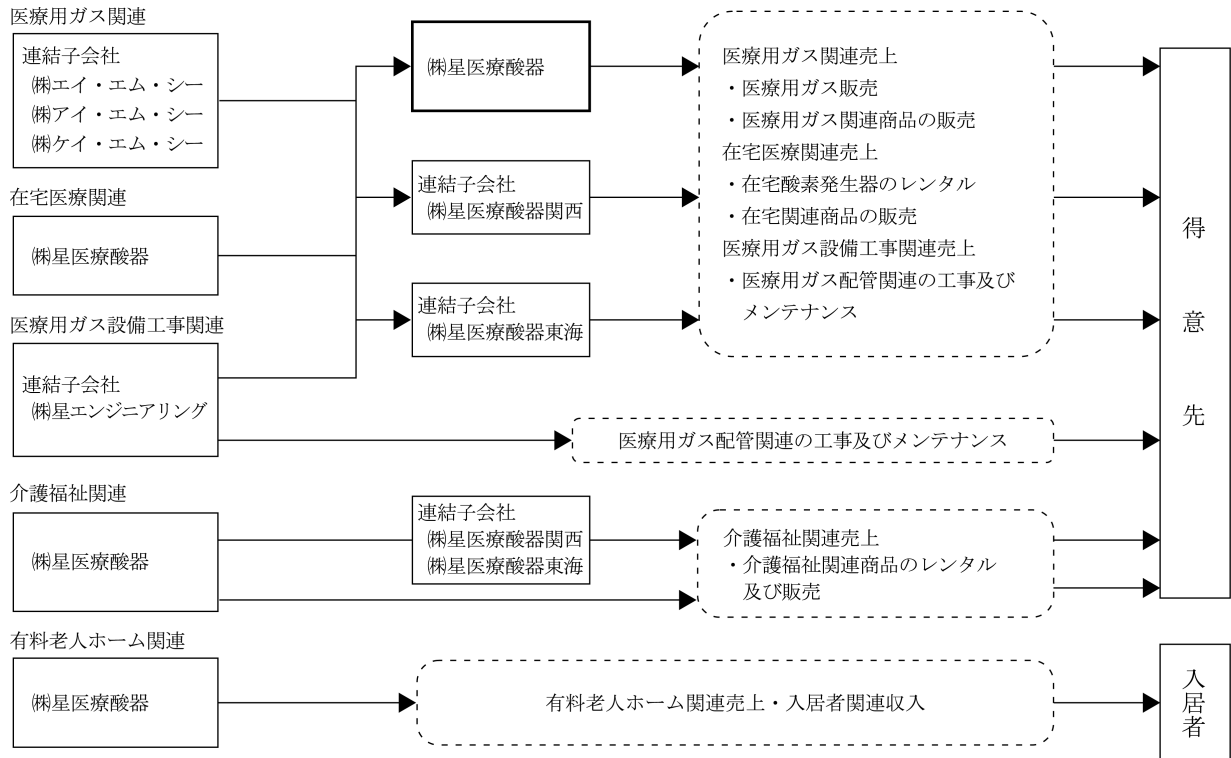 医療用ガス関連
連結子会社
㈱エイ・エム・シー
㈱アイ・エム・シー
㈱ケイ・エム・シー
在宅医療関連
㈱星医療酸器
医療用ガス設備工事関連
連結子会社
㈱星エンジニアリング
㈱星医療酸器
連結子会社
㈱星医療酸器関西
連結子会社
㈱星医療酸器東海
医療用ガス関連売上
・医療用ガス販売
・医療用ガス関連商品の販売
在宅医療関連売上
・在宅酸素発生器のレンタル
・在宅関連商品の販売
医療用ガス設備工事関連売上
・医療用ガス配管関連の工事及び
メンテナンス
医療用ガス配管関連の工事及びメンテナンス
介護福祉関連
㈱星医療酸器
連結子会社
㈱星医療酸器関西
㈱星医療酸器東海
介護福祉関連売上
・介護福祉関連商品のレンタル
及び販売
得意先
有料老人ホーム関連
㈱星医療酸器
有料老人ホーム関連売上・入居者関連収入
入居者